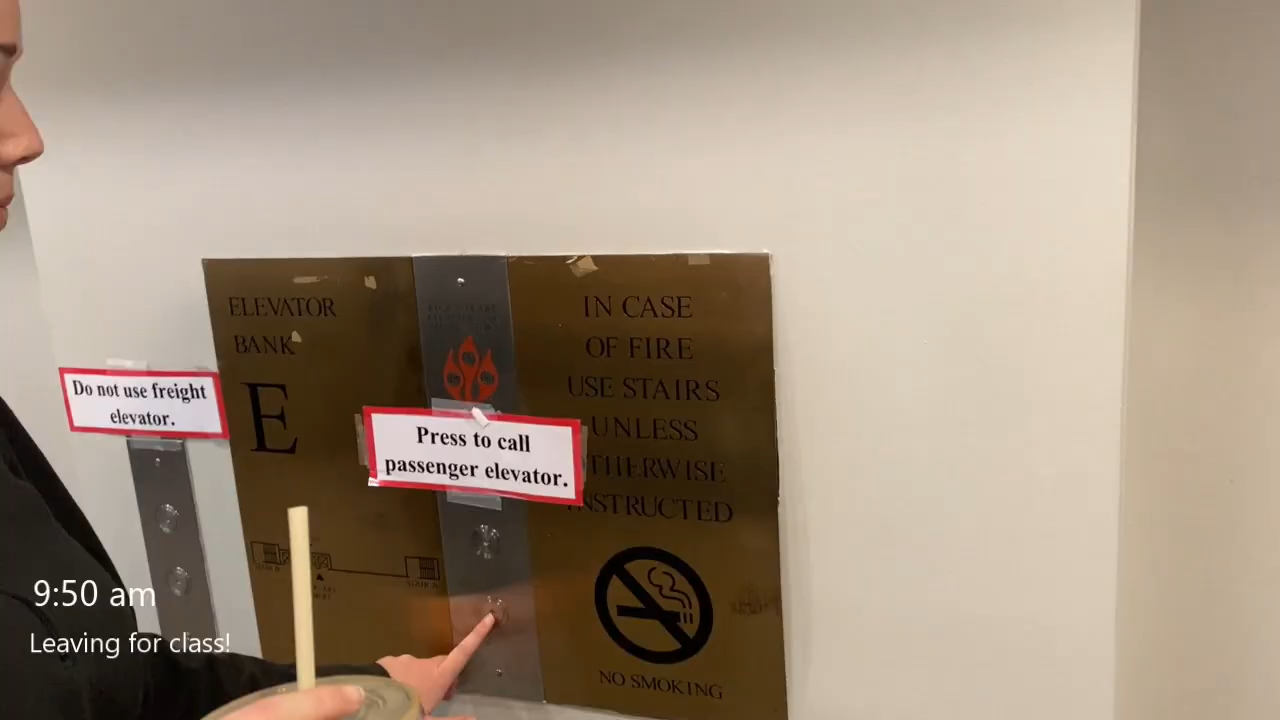 ELEVATOR
BANK
E
IN CASE
OF FIRE
USE STAIRS
UNLESS
THERWISE
INSTRUCTED
NO SMOKING
Do not use freight
elevator.
Press to call
passenger elevator.
9:50 am
Leaving for class!